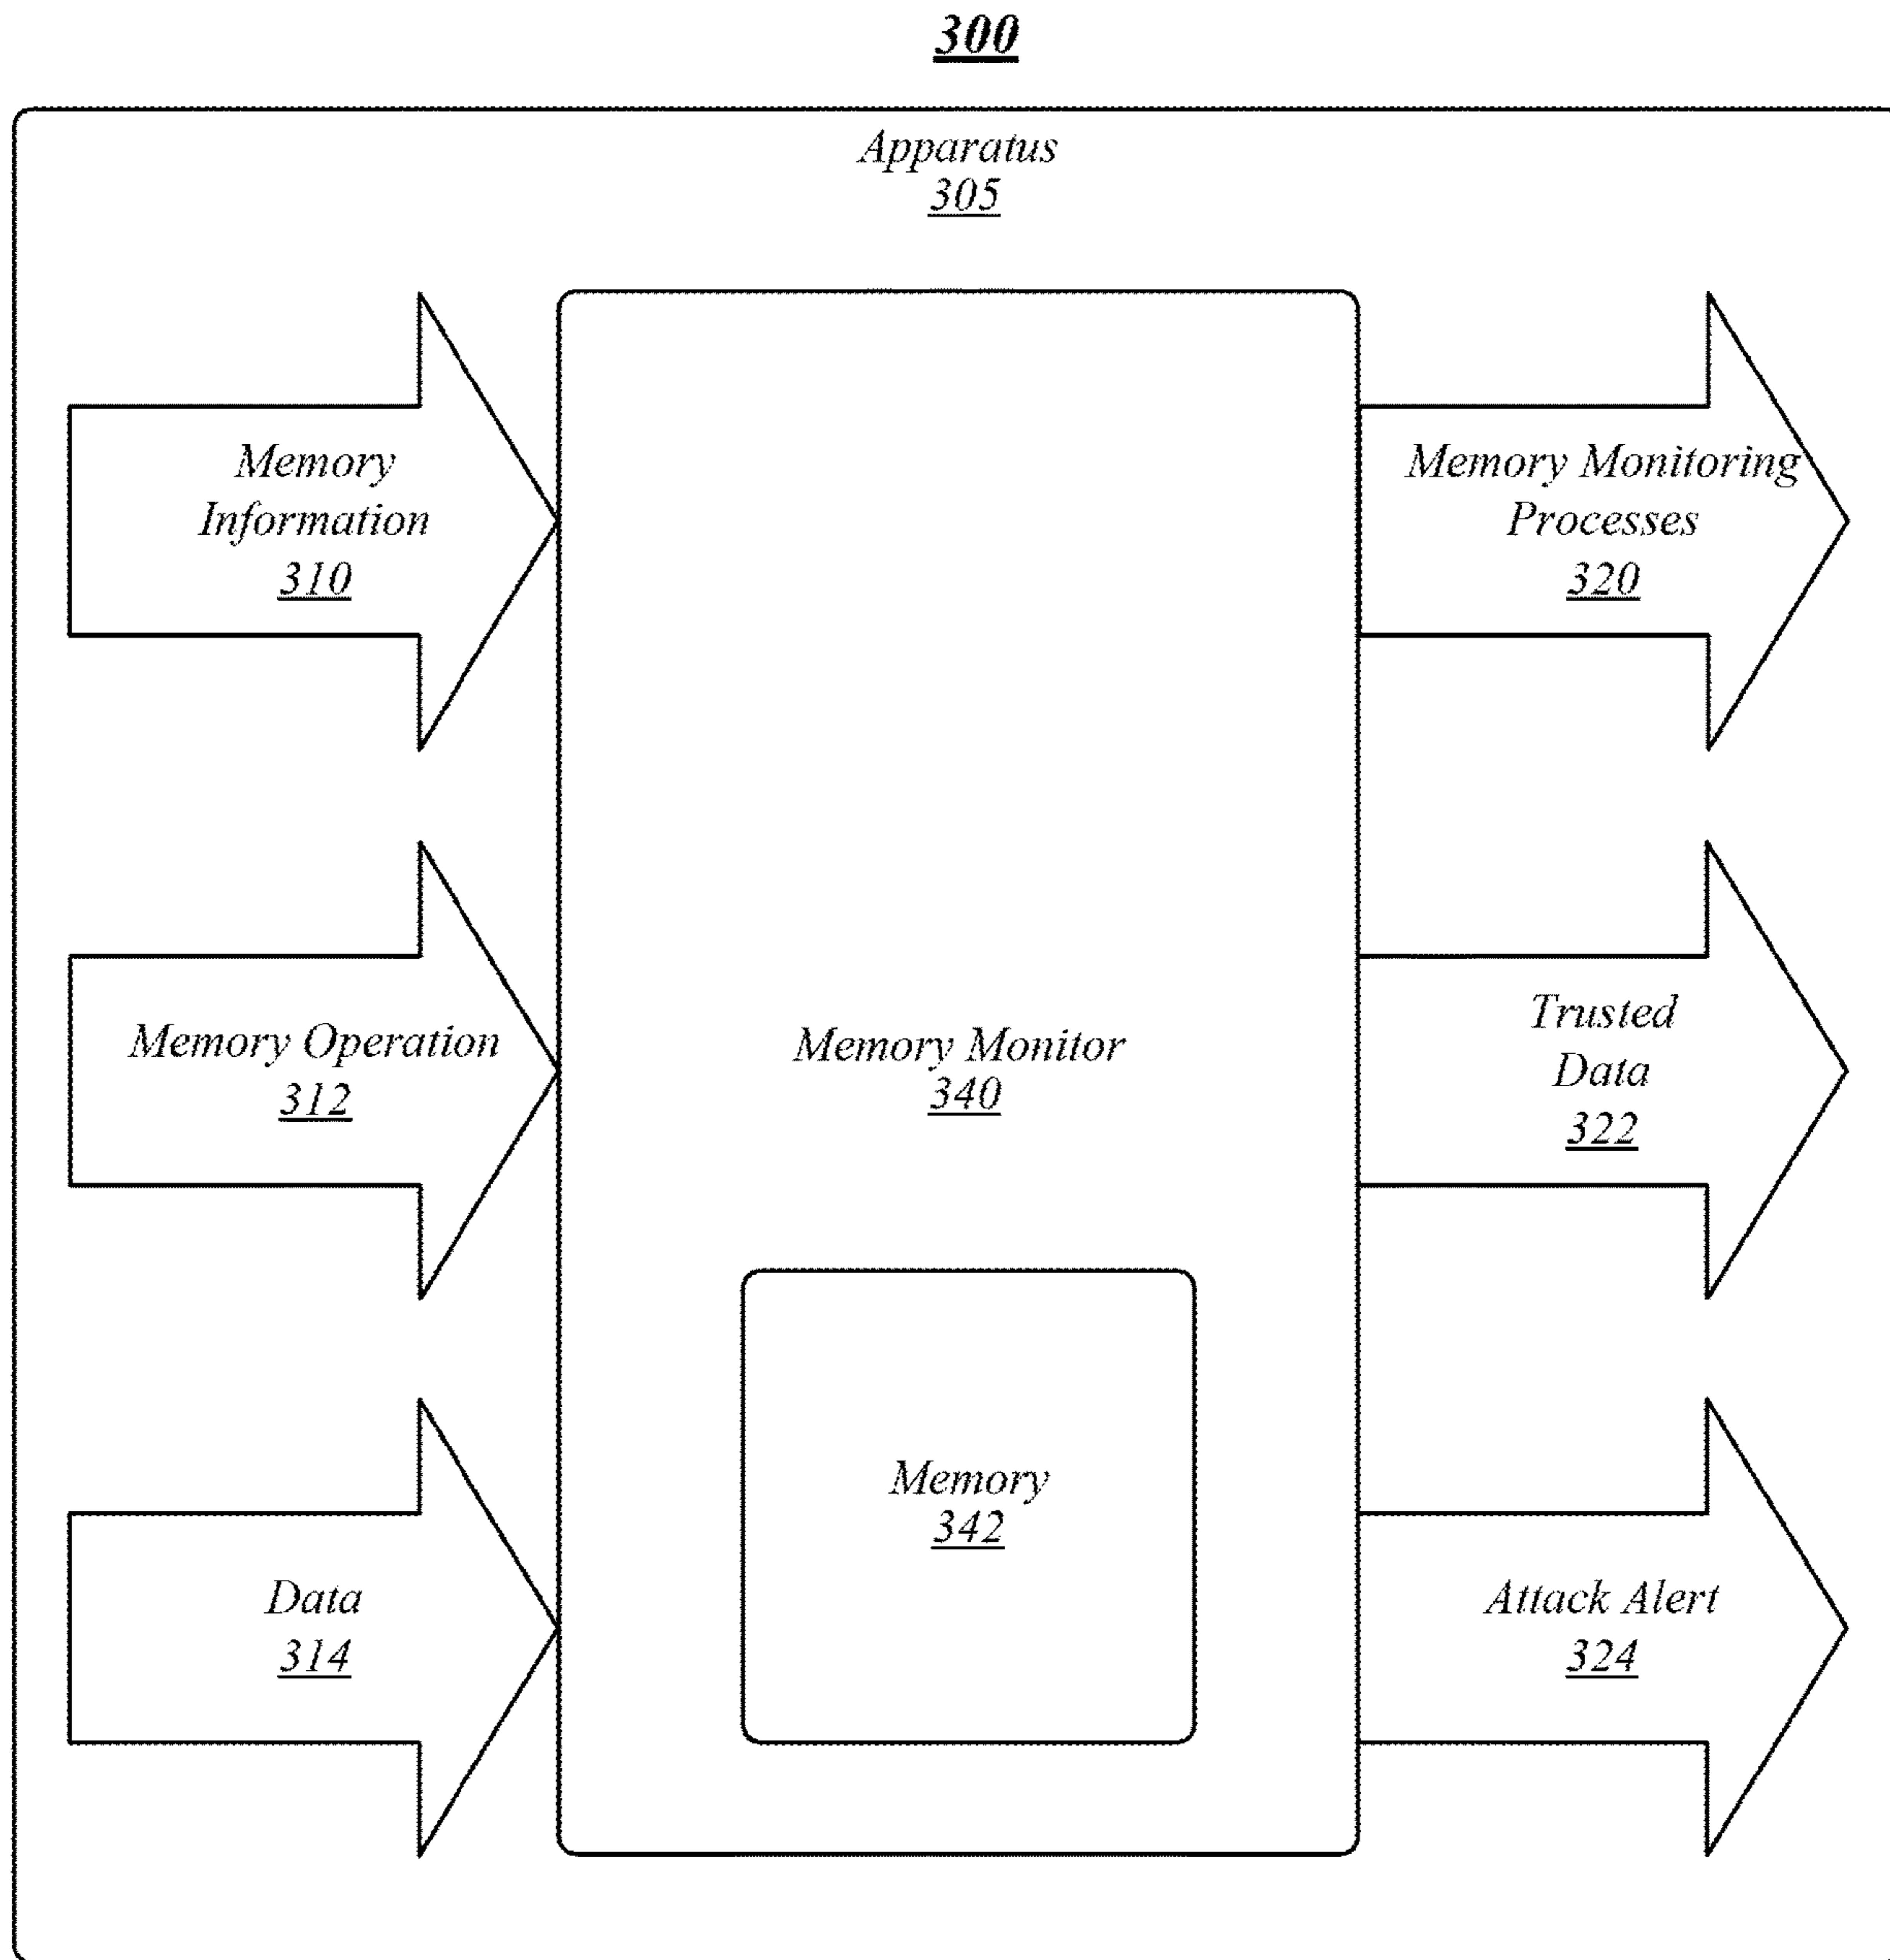 300
Apparatus
305
Memory
Information
310
Memory Monitoring
Processes
320
Memory Operation
312
Memory Monitor
340
Trusted
Data
322
Memory
342
Data
314
Attack Alert
324